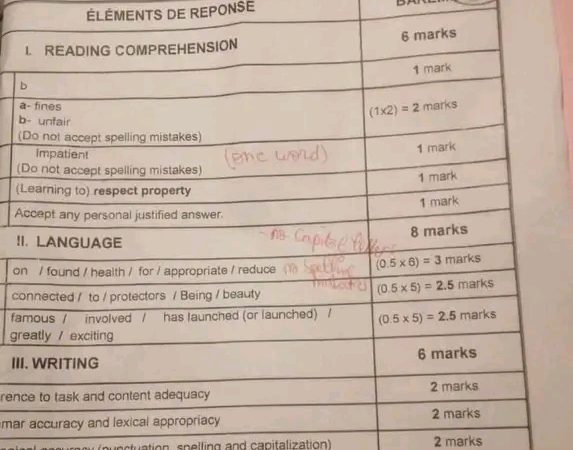 ÉLÉMENTS DE REPONSE
I. READING COMPREHENSION 6 marks
b 1 mark
a- fines
b- unfair (1x2) = 2 marks
(Do not accept spelling mistakes)
Impatient (one word) 1 mark
(Do not accept spelling mistakes)
(Learning to) respect property 1 mark
Accept any personal justified answer. 1 mark
- no Capital letters
II. LANGUAGE 8 marks
on / found / health / for / appropriate / reduce no Spelling (0.5 x 6) = 3 marks
connected / to / protectors / Being / beauty (0.5 x 5) = 2.5 marks
famous / involved / has launched (or launched) / (0.5 x 5) = 2.5 marks
greatly / exciting
III. WRITING 6 marks
rence to task and content adequacy 2 marks
mar accuracy and lexical appropriacy 2 marks
(punctuation, spelling and capitalization) 2 marks